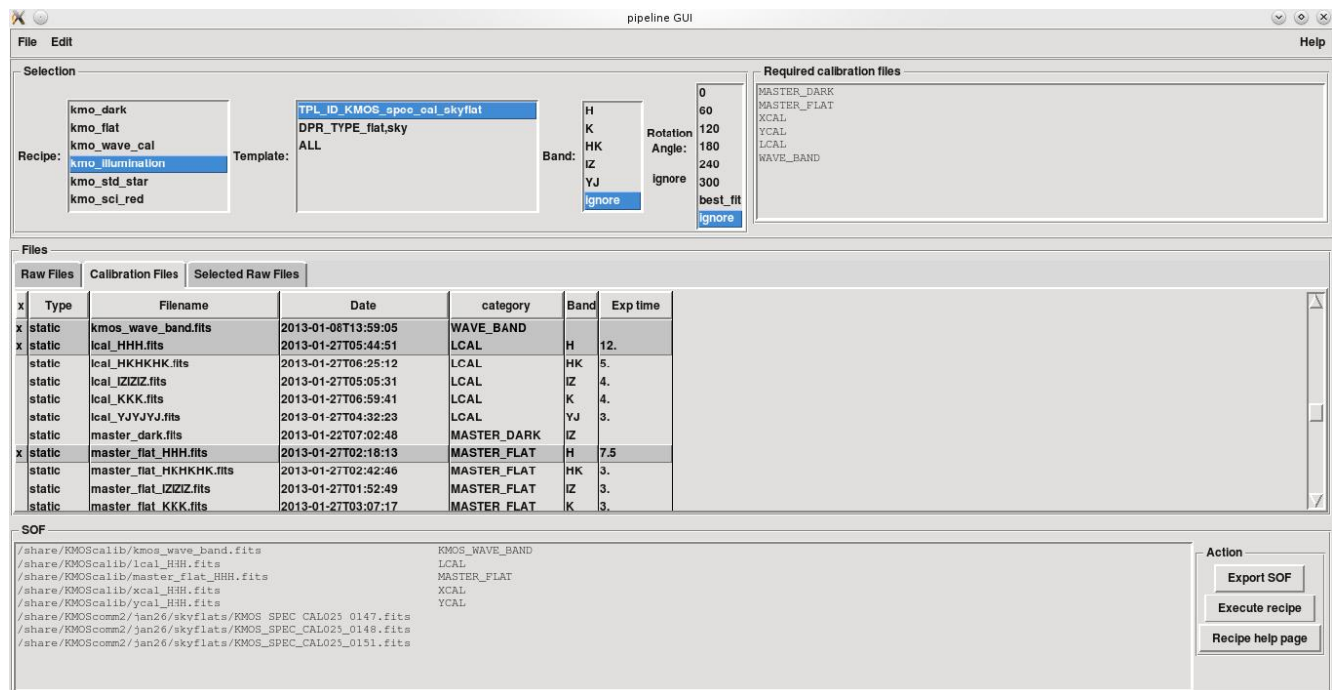 pipeline GUI
File Edit Help
Selection
Recipe:
kmo_dark
kmo_flat
kmo_wave_cal
kmo_illumination
kmo_std_star
kmo_sci_red
Template:
TPL_ID_KMOS_spec_cal_skyflat
DPR_TYPE_flat,sky
ALL
Band:
H
K
HK
IZ
YJ
ignore
Rotation
Angle:
ignore
0
60
120
180
240
300
best_fit
ignore
Required calibration files
MASTER_DARK
MASTER_FLAT
XCAL
YCAL
LCAL
WAVE_BAND
Files
Raw Files Calibration Files Selected Raw Files
x Type Filename Date category Band Exp time
x static kmos_wave_band.fits 2013-01-08T13:59:05 WAVE_BAND
x static lcal_HHH.fits 2013-01-27T05:44:51 LCAL H 12.
static lcal_HKHKHK.fits 2013-01-27T06:25:12 LCAL HK 5.
static lcal_IZIZIZ.fits 2013-01-27T05:05:31 LCAL IZ 4.
static lcal_KKK.fits 2013-01-27T06:59:41 LCAL K 4.
static lcal_YJYJYJ.fits 2013-01-27T04:32:23 LCAL YJ 3.
static master_dark.fits 2013-01-22T07:02:48 MASTER_DARK IZ
x static master_flat_HHH.fits 2013-01-27T02:18:13 MASTER_FLAT H 7.5
static master_flat_HKHKHK.fits 2013-01-27T02:42:46 MASTER_FLAT HK 3.
static master_flat_IZIZIZ.fits 2013-01-27T01:52:49 MASTER_FLAT IZ 3.
static master_flat_KKK.fits 2013-01-27T03:07:17 MASTER_FLAT K 3.
SOF
/share/KMOScalib/kmos_wave_band.fits KMOS_WAVE_BAND
/share/KMOScalib/lcal_HHH.fits LCAL
/share/KMOScalib/master_flat_HHH.fits MASTER_FLAT
/share/KMOScalib/xcal_HHH.fits XCAL
/share/KMOScalib/ycal_HHH.fits YCAL
/share/KMOScomm2/jan26/skyflats/KMOS_SPEC_CAL025_0147.fits
/share/KMOScomm2/jan26/skyflats/KMOS_SPEC_CAL025_0148.fits
/share/KMOScomm2/jan26/skyflats/KMOS_SPEC_CAL025_0151.fits
Action
Export SOF
Execute recipe
Recipe help page